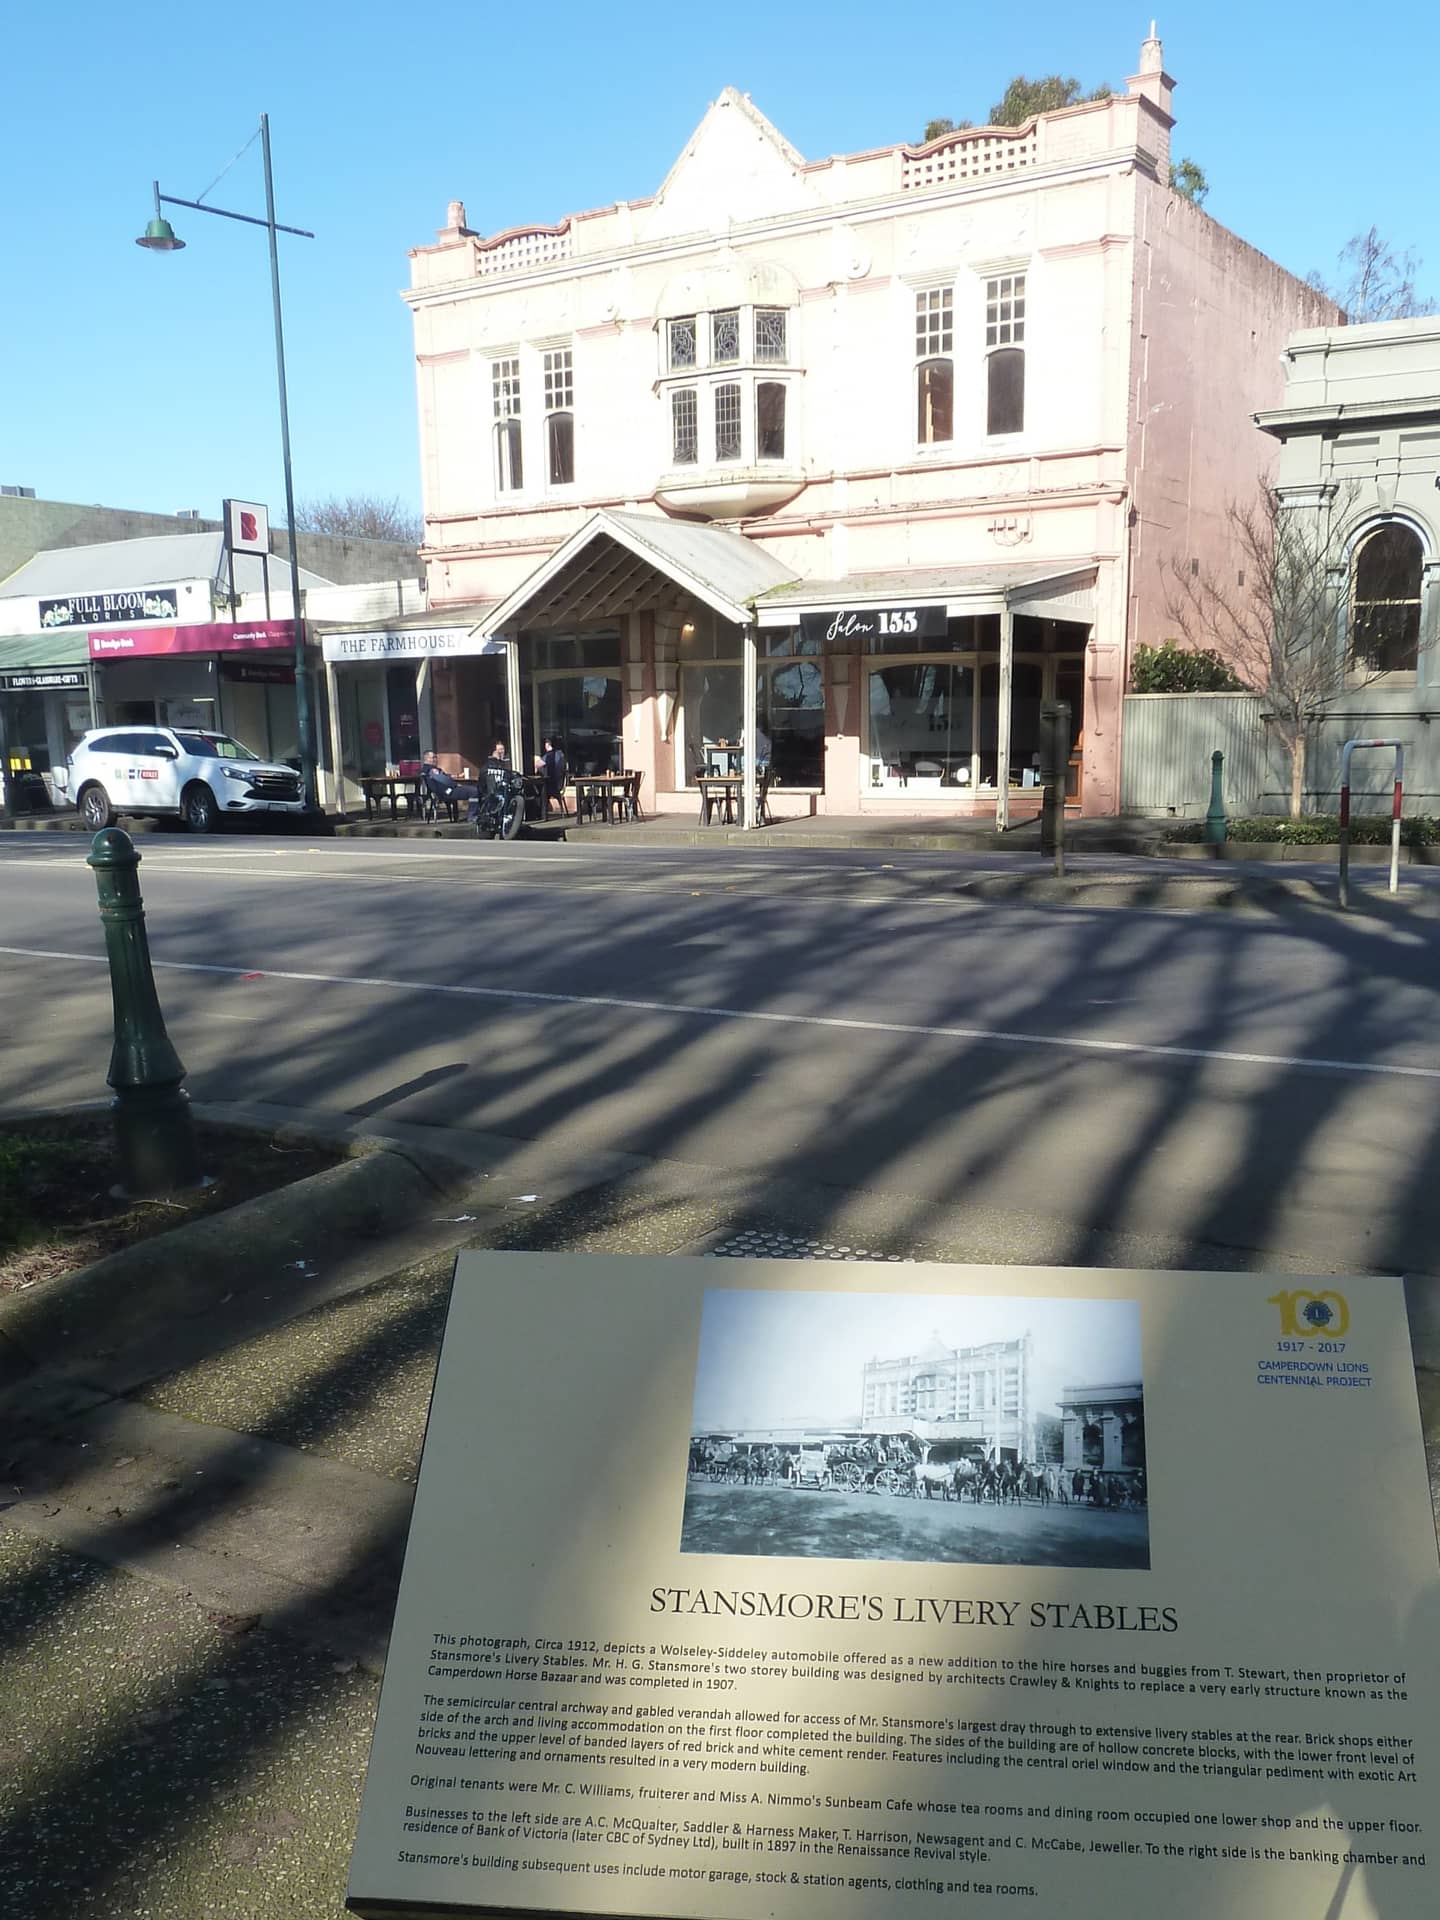 FULL BLOOM
FLORIST
B
Bendigo Bank
Community Bank
FLOWERS-GLASSWARE-GIFTS
THE FARMHOUSE
Salon 155
155
100
1917 - 2017
CAMPERDOWN LIONS
CENTENNIAL PROJECT
STANSMORE'S LIVERY STABLES
This photograph, Circa 1912, depicts a Wolseley-Siddeley automobile offered as a new addition to the hire horses and buggies from T. Stewart, then proprietor of
Stansmore's Livery Stables. Mr. H. G. Stansmore's two storey building was designed by architects Crawley & Knights to replace a very early structure known as the
Camperdown Horse Bazaar and was completed in 1907.
The semicircular central archway and gabled verandah allowed for access of Mr. Stansmore's largest dray through to extensive livery stables at the rear. Brick shops either
side of the arch and living accommodation on the first floor completed the building. The sides of the building are of hollow concrete blocks, with the lower front level of
bricks and the upper level of banded layers of red brick and white cement render. Features including the central oriel window and the triangular pediment with exotic Art
Nouveau lettering and ornaments resulted in a very modern building.
Original tenants were Mr. C. Williams, fruiterer and Miss A. Nimmo's Sunbeam Cafe whose tea rooms and dining room occupied one lower shop and the upper floor.
Businesses to the left side are A.C. McQualter, Saddler & Harness Maker, T. Harrison, Newsagent and C. McCabe, Jeweller. To the right side is the banking chamber and
residence of Bank of Victoria (later CBC of Sydney Ltd), built in 1897 in the Renaissance Revival style.
Stansmore's building subsequent uses include motor garage, stock & station agents, clothing and tea rooms.